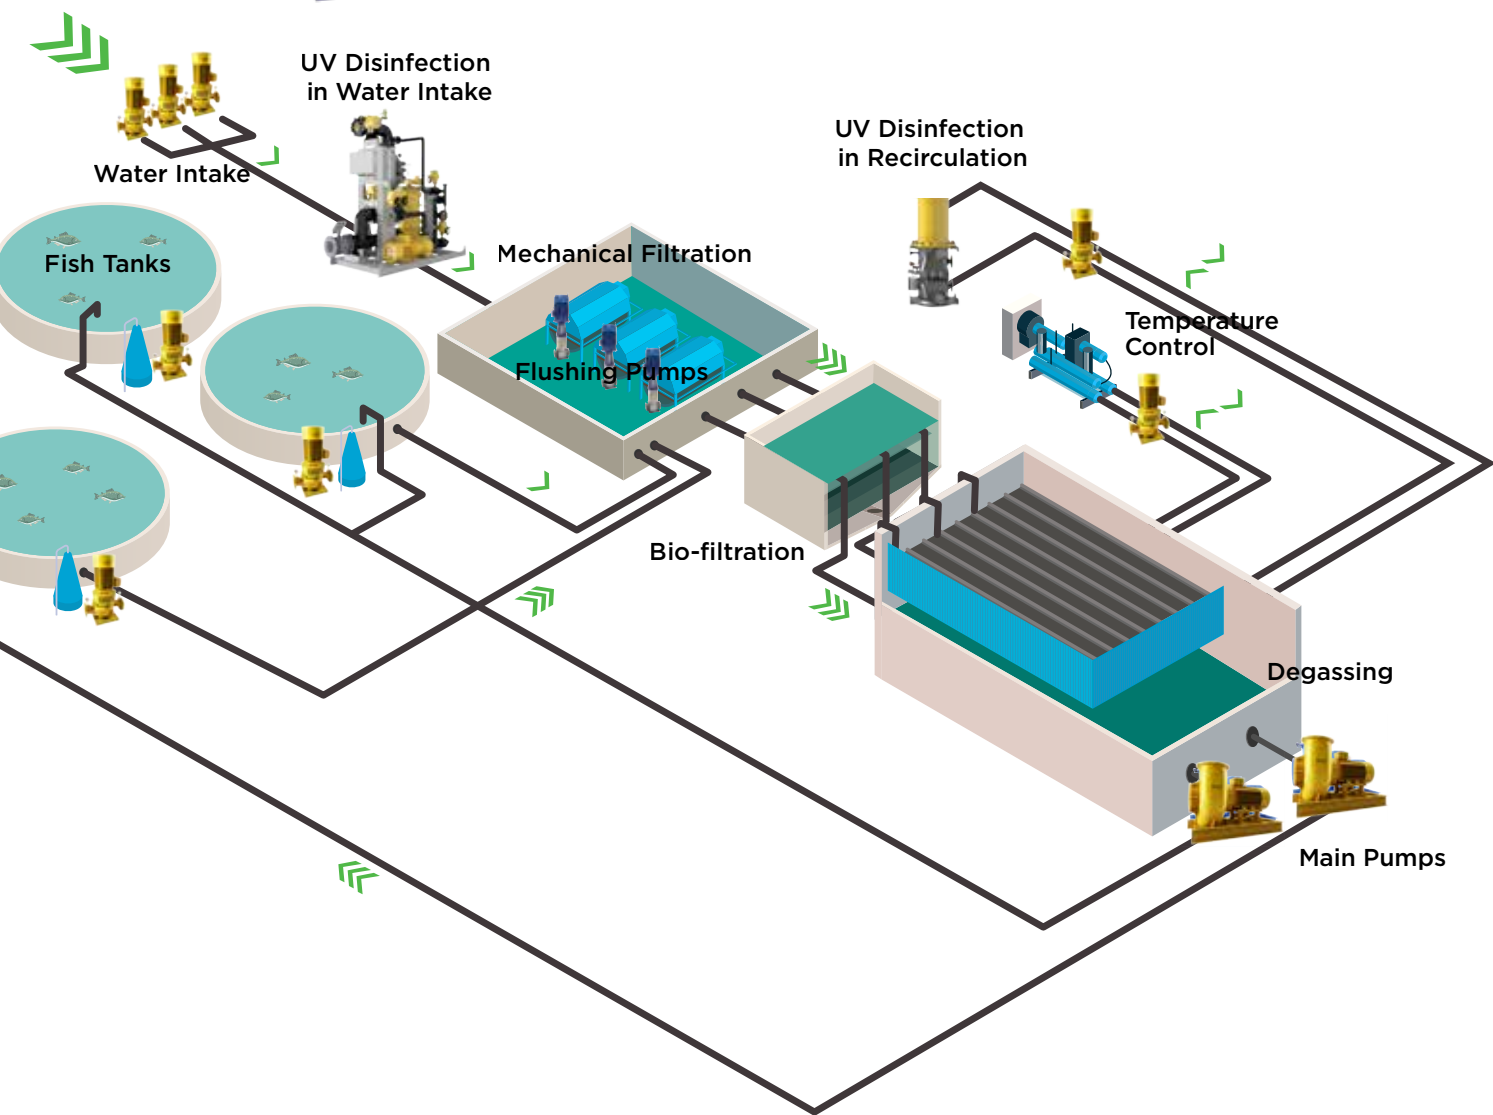 UV Disinfection
in Water Intake
Water Intake
UV Disinfection
in Recirculation
Fish Tanks
Mechanical Filtration
Temperature
Control
Flushing Pumps
Bio-filtration
Degassing
Main Pumps